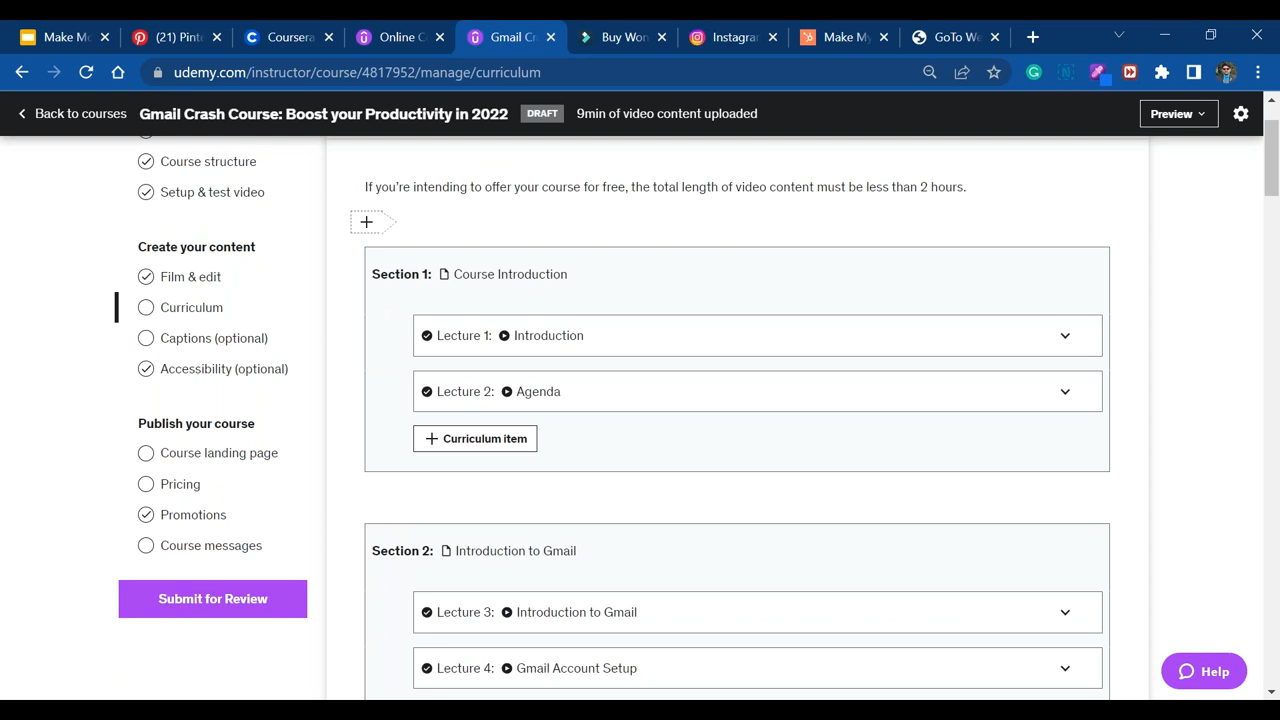 Make M
(21) Pint
Coursera
Online C
Gmail Cr
Buy Won
Instagra
Make My
GoTo We
udemy.com/instructor/course/4817952/manage/curriculum
Back to courses
Gmail Crash Course: Boost your Productivity in 2022
DRAFT
9min of video content uploaded
Preview
Course structure
Setup & test video
Create your content
Film & edit
Curriculum
Captions (optional)
Accessibility (optional)
Publish your course
Course landing page
Pricing
Promotions
Course messages
Submit for Review
If you're intending to offer your course for free, the total length of video content must be less than 2 hours.
Section 1: Course Introduction
Lecture 1: Introduction
Lecture 2: Agenda
Curriculum item
Section 2: Introduction to Gmail
Lecture 3: Introduction to Gmail
Lecture 4: Gmail Account Setup
Help